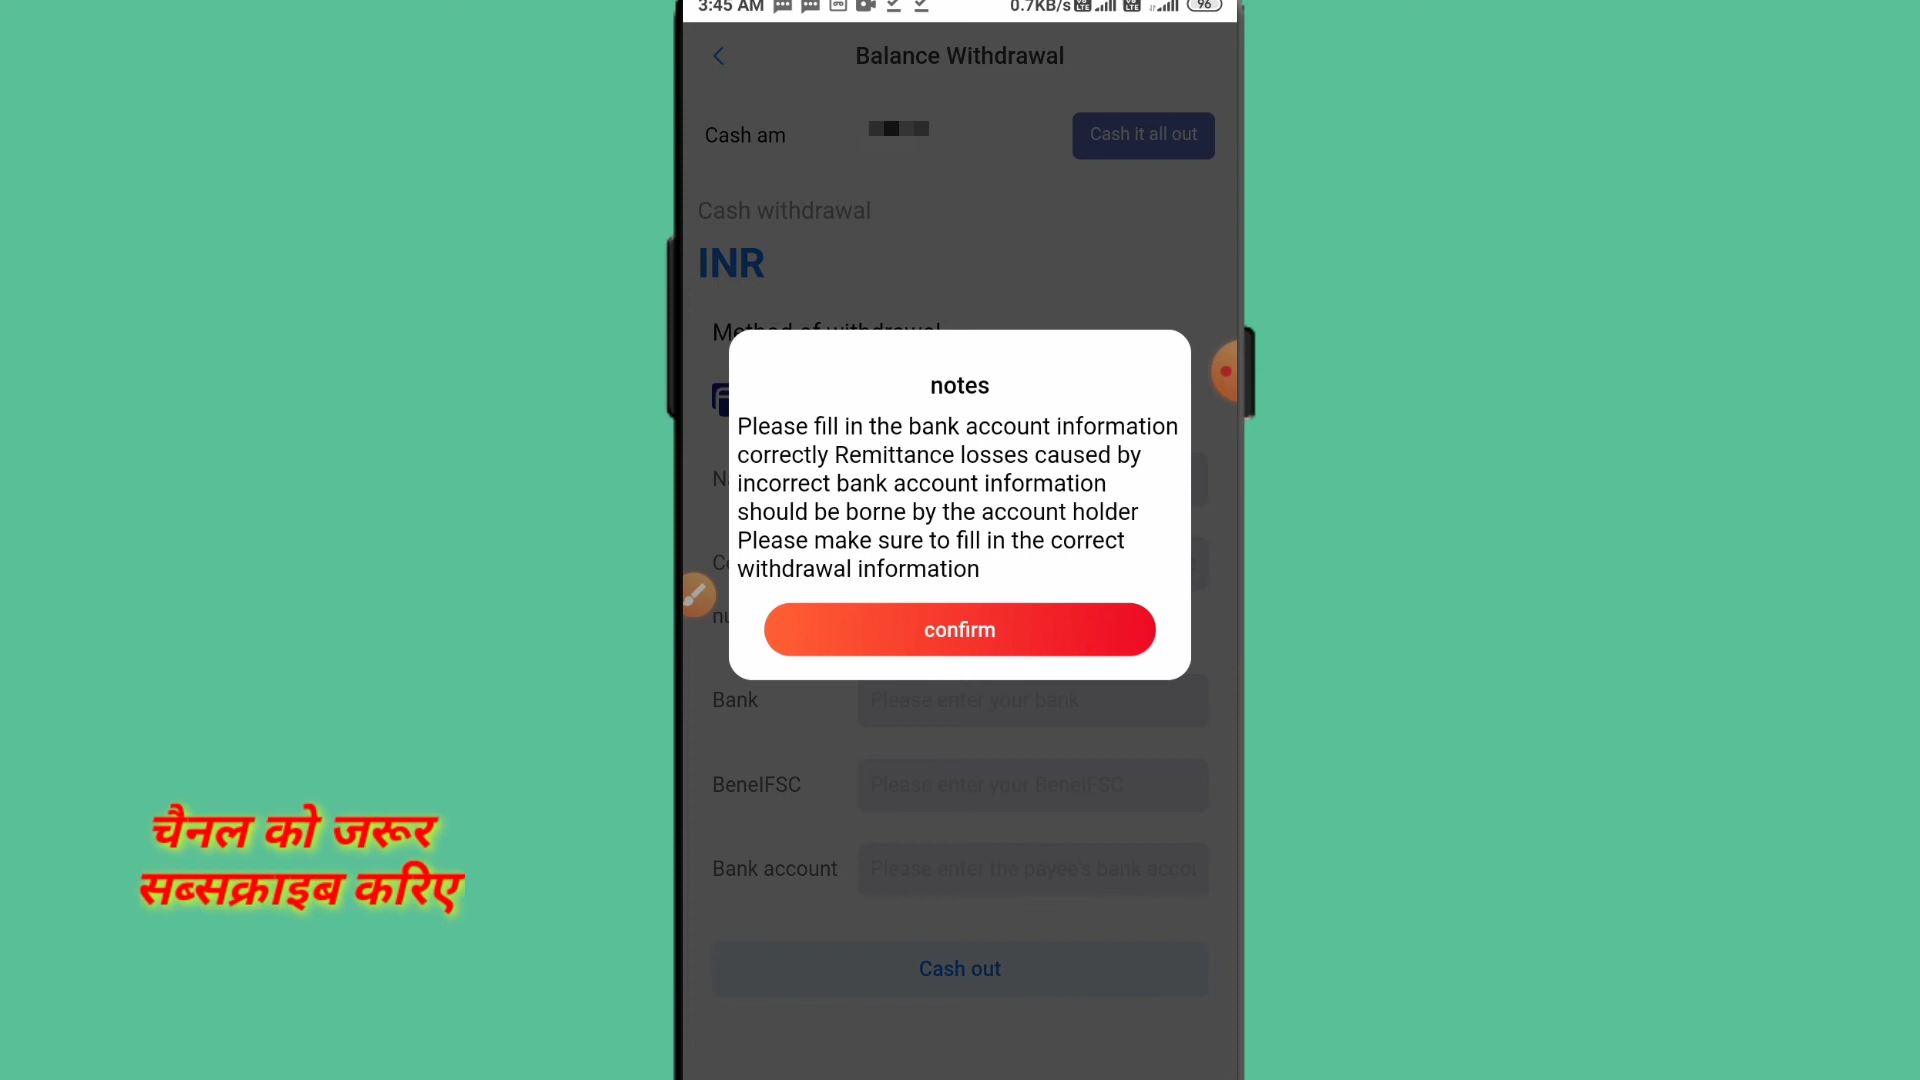 3:45 AM
0.7KB/s
96
Balance Withdrawal
Cash am
Cash it all out
Cash withdrawal
INR
Method of withdrawal
notes
Please fill in the bank account information
correctly Remittance losses caused by
incorrect bank account information
should be borne by the account holder
Please make sure to fill in the correct
withdrawal information
confirm
Bank
Please enter your bank
BeneIFSC
Please enter your BeneIFSC
Bank account
Please enter the payee's bank accou
Cash out
चैनल को जरूर
सब्सक्राइब करिए